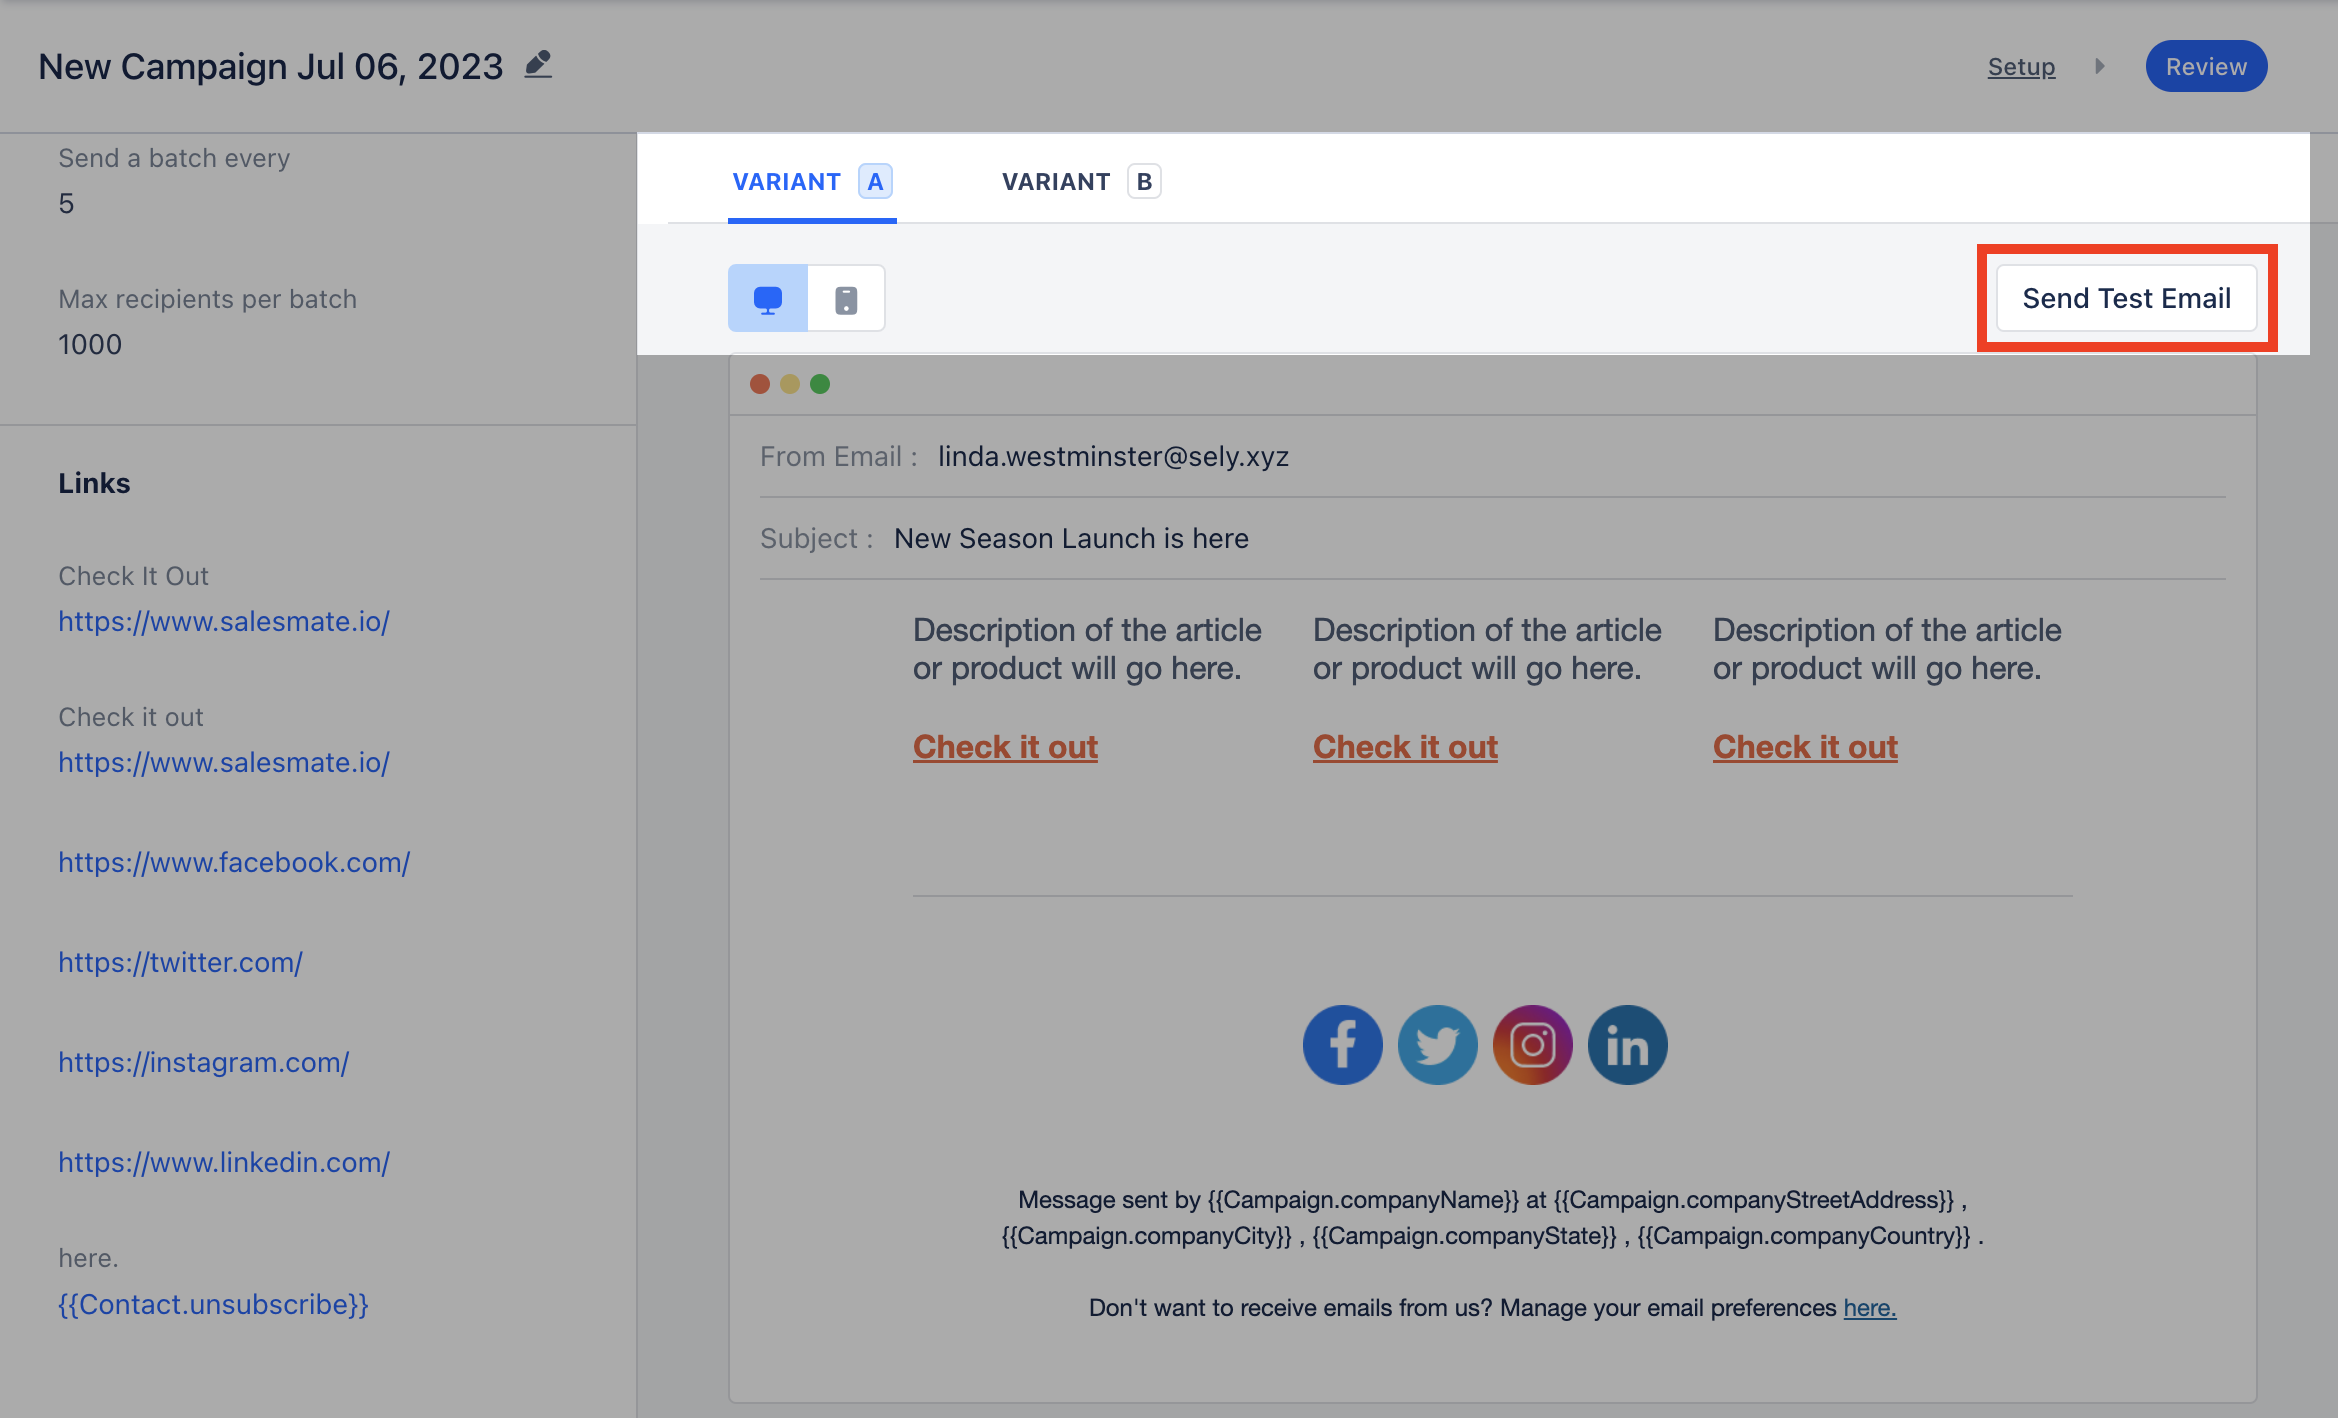 New Campaign Jul 06, 2023
Setup
Review
Send a batch every
5
Max recipients per batch
1000
Links
Check It Out
https://www.salesmate.io/
Check it out
https://www.salesmate.io/
https://www.facebook.com/
https://twitter.com/
https://instagram.com/
https://www.linkedin.com/
here.
{{Contact.unsubscribe}}
VARIANT A
VARIANT B
Send Test Email
From Email : linda.westminster@sely.xyz
Subject : New Season Launch is here
Description of the article
or product will go here.
Check it out
Description of the article
or product will go here.
Check it out
Description of the article
or product will go here.
Check it out
Message sent by {{Campaign.companyName}} at {{Campaign.companyStreetAddress}} ,
{{Campaign.companyCity}} , {{Campaign.companyState}} , {{Campaign.companyCountry}} .
Don't want to receive emails from us? Manage your email preferences here.